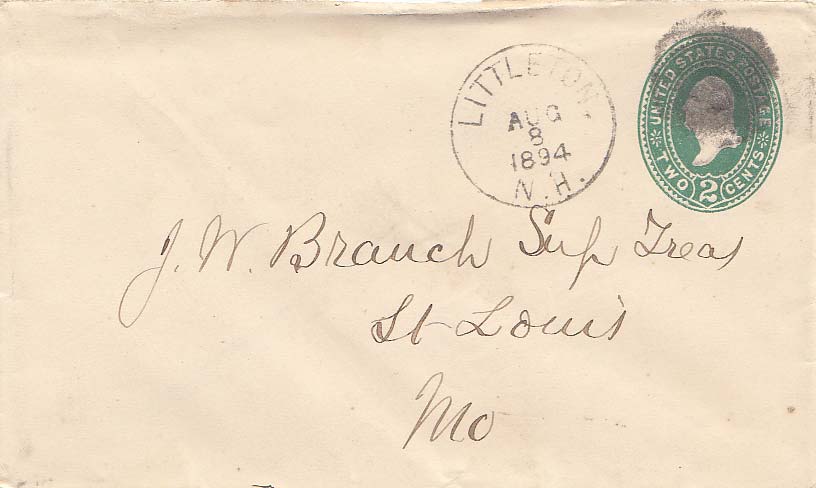 LITTLETON.
AUG
8
1894
N.H.
UNITED STATES POSTAGE
TWO 2 CENTS
J. W. Branch Sup Treas
St Louis
Mo